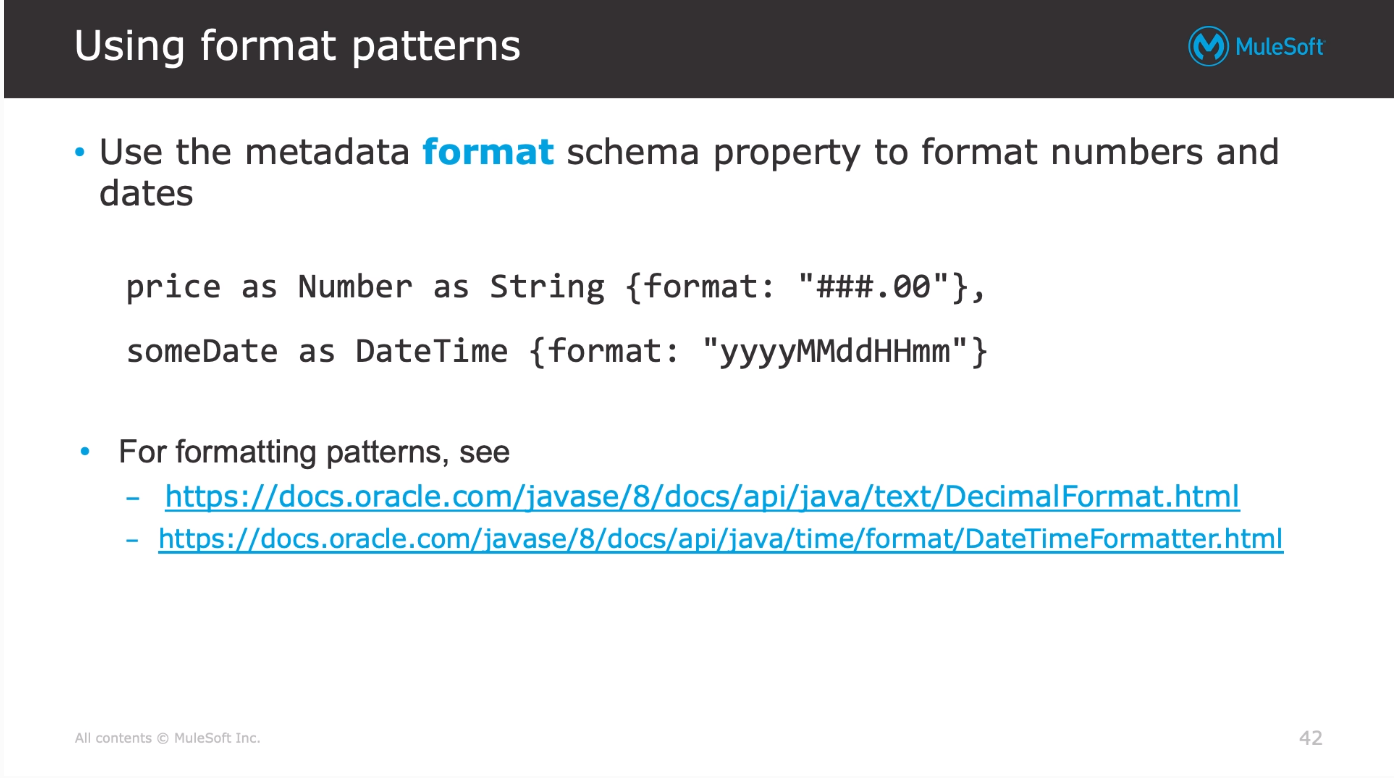 Using format patterns
MuleSoft
• Use the metadata format schema property to format numbers and
dates
price as Number as String {format: "###.00"},
someDate as DateTime {format: "yyyyMMddHHmm"}
• For formatting patterns, see
– https://docs.oracle.com/javase/8/docs/api/java/text/DecimalFormat.html
– https://docs.oracle.com/javase/8/docs/api/java/time/format/DateTimeFormatter.html
All contents © MuleSoft Inc.
42